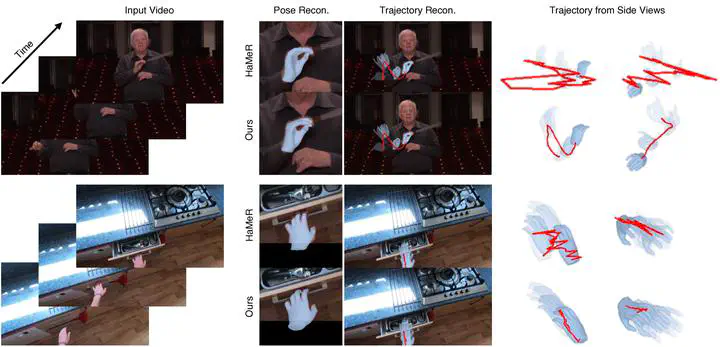 Input Video
Pose Recon.
Trajectory Recon.
Trajectory from Side Views
Time
HaMeR
Ours
HaMeR
Ours